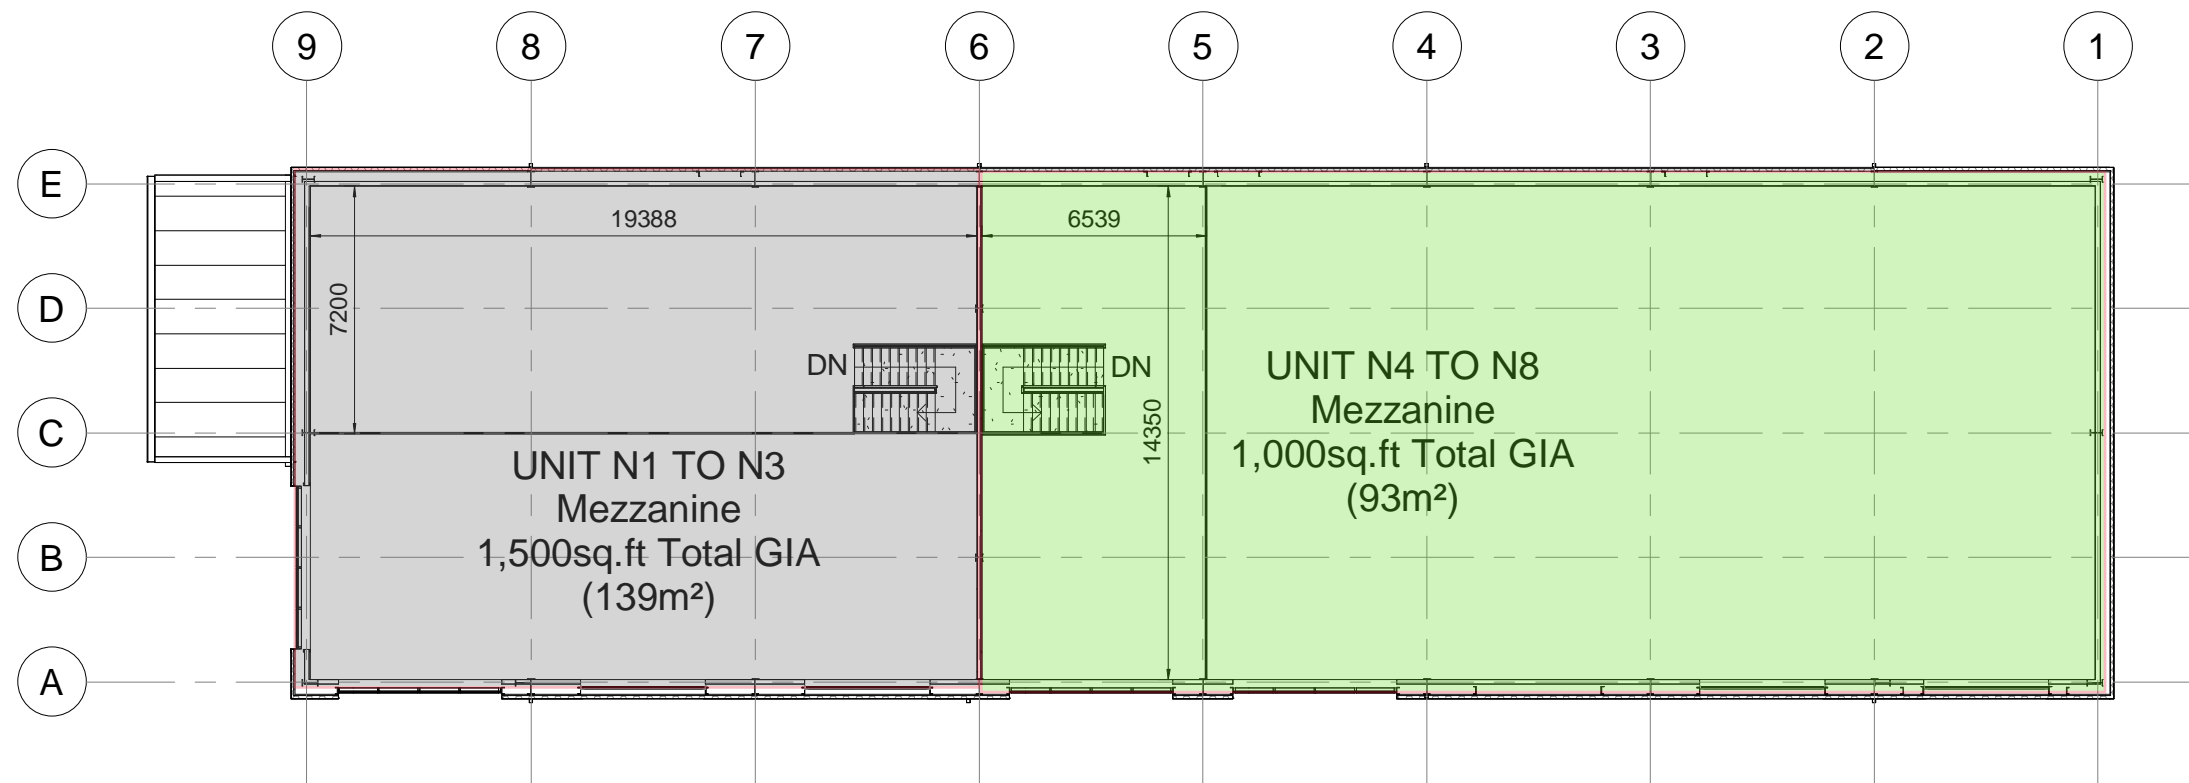 9
8
7
6
5
4
3
2
1
E
D
C
B
A
19388
6539
7200
14350
DN
DN
UNIT N1 TO N3
Mezzanine
1,500sq.ft Total GIA
(139m²)
UNIT N4 TO N8
Mezzanine
1,000sq.ft Total GIA
(93m²)